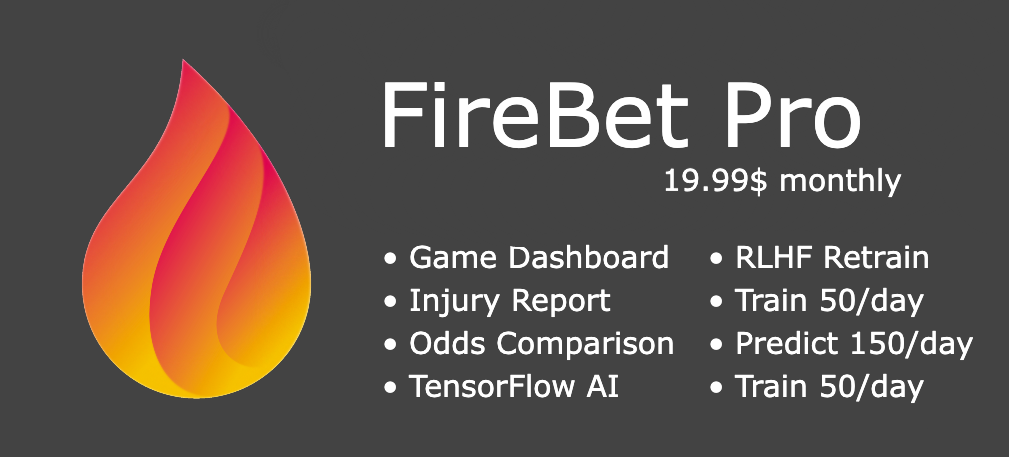 FireBet Pro
19.99$ monthly
• Game Dashboard
• Injury Report
• Odds Comparison
• TensorFlow AI
• RLHF Retrain
• Train 50/day
• Predict 150/day
• Train 50/day